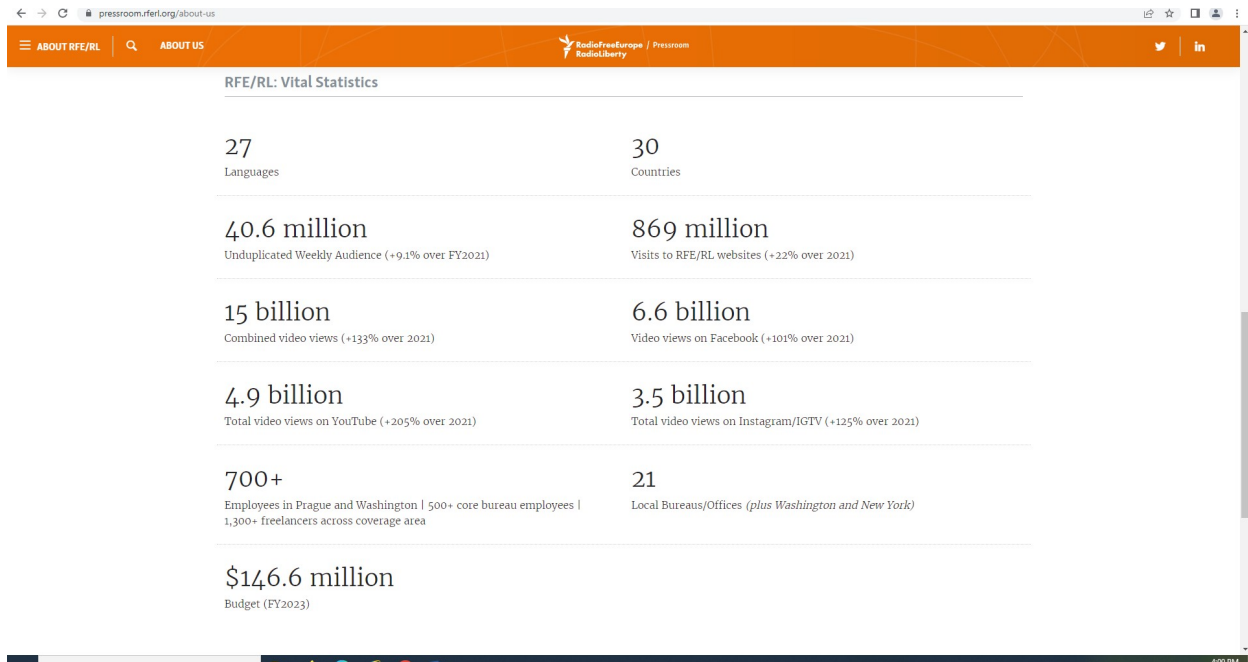 pressroom.rferl.org/about-us
ABOUT RFE/RL
ABOUT US
RadioFreeEurope / Pressroom
RadioLiberty
in
RFE/RL: Vital Statistics
27
Languages
30
Countries
40.6 million
Unduplicated Weekly Audience (+9.1% over FY2021)
869 million
Visits to RFE/RL websites (+22% over 2021)
15 billion
Combined video views (+133% over 2021)
6.6 billion
Video views on Facebook (+101% over 2021)
4.9 billion
Total video views on YouTube (+205% over 2021)
3.5 billion
Total video views on Instagram/IGTV (+125% over 2021)
700+
Employees in Prague and Washington | 500+ core bureau employees |
1,300+ freelancers across coverage area
21
Local Bureaus/Offices (plus Washington and New York)
$146.6 million
Budget (FY2023)